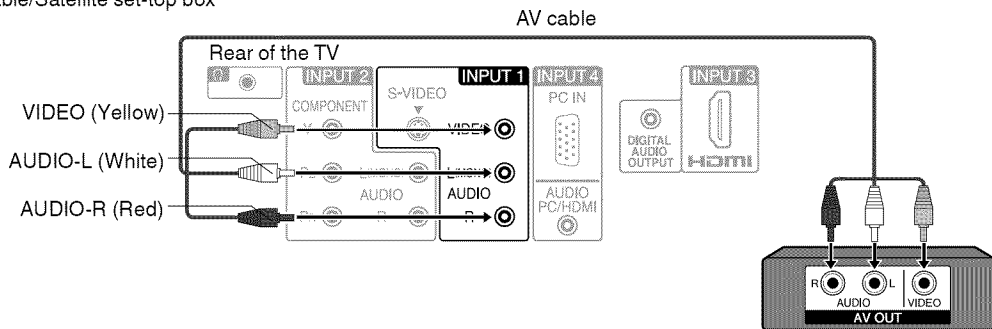 Cable/Satellite set-top box
AV cable
Rear of the TV
INPUT 2
INPUT 1
INPUT 4
INPUT 3
COMPONENT
S-VIDEO
PC IN
VIDEO (Yellow)
Y
VIDEO
DIGITAL
AUDIO
OUTPUT
HDMI
AUDIO-L (White)
AUDIO
AUDIO
AUDIO
PC/HDMI
AUDIO-R (Red)
R
R
R
L
AUDIO
VIDEO
AV OUT